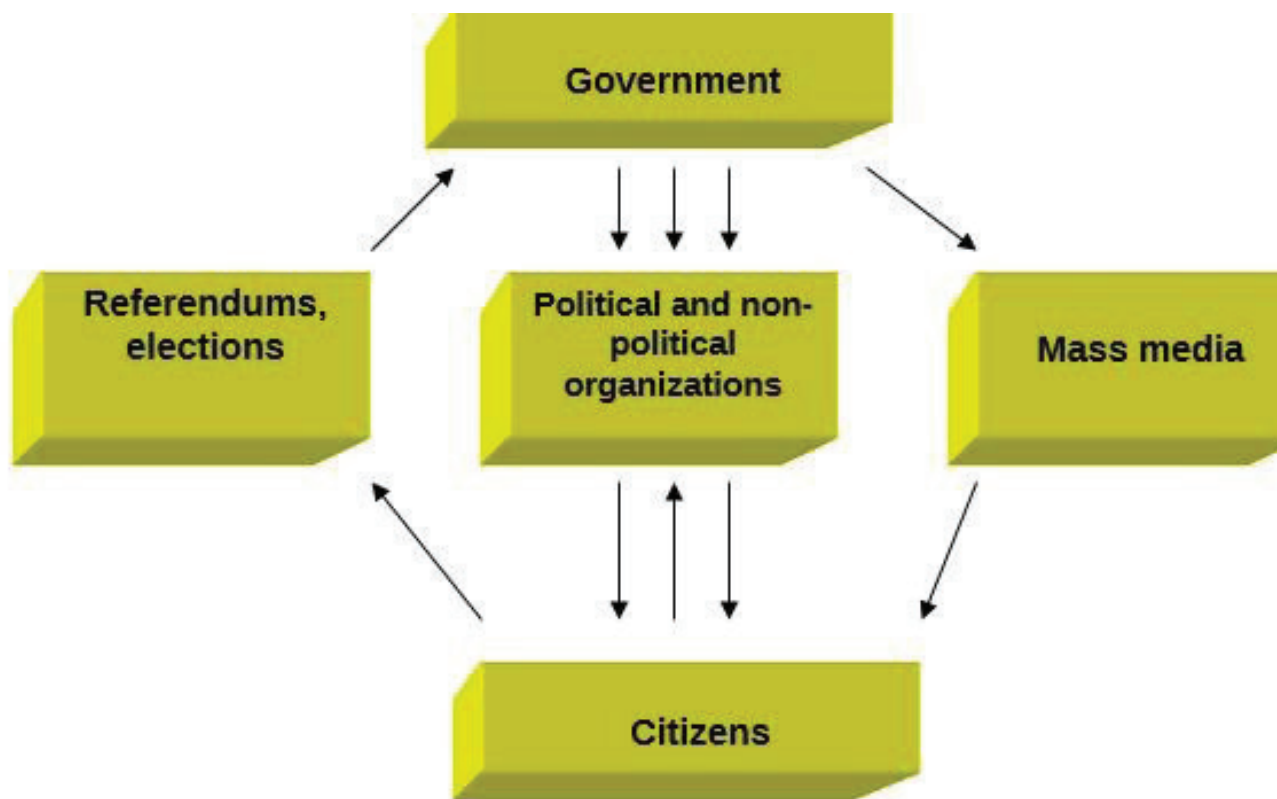 Government
Referendums,
elections
Political and non-
political
organizations
Mass media
Citizens